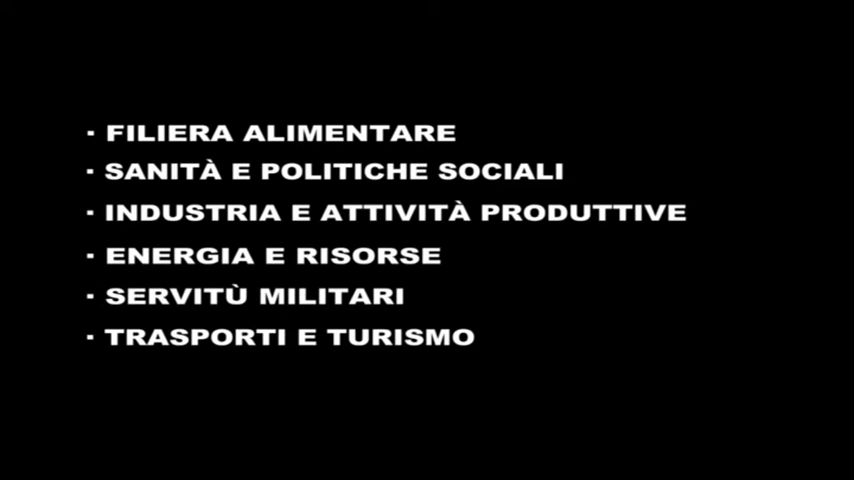 · FILIERA ALIMENTARE
· SANITÀ E POLITICHE SOCIALI
· INDUSTRIA E ATTIVITÀ PRODUTTIVE
· ENERGIA E RISORSE
· SERVITÙ MILITARI
· TRASPORTI E TURISMO